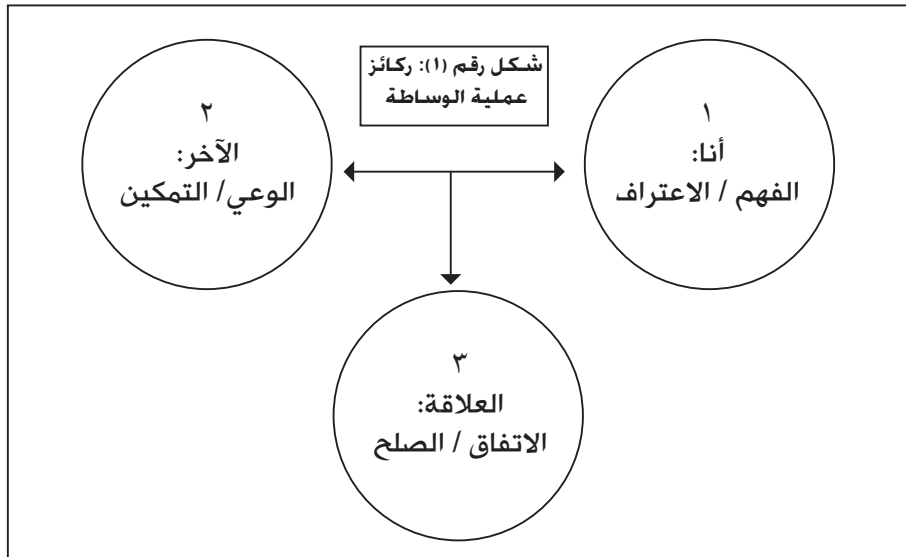 شكل رقم (١): ركائز
عملية الوساطة
١
أنا:
الفهم / الاعتراف
٢
الآخر:
الوعي / التمكين
٣
العلاقة:
الاتفاق / الصلح